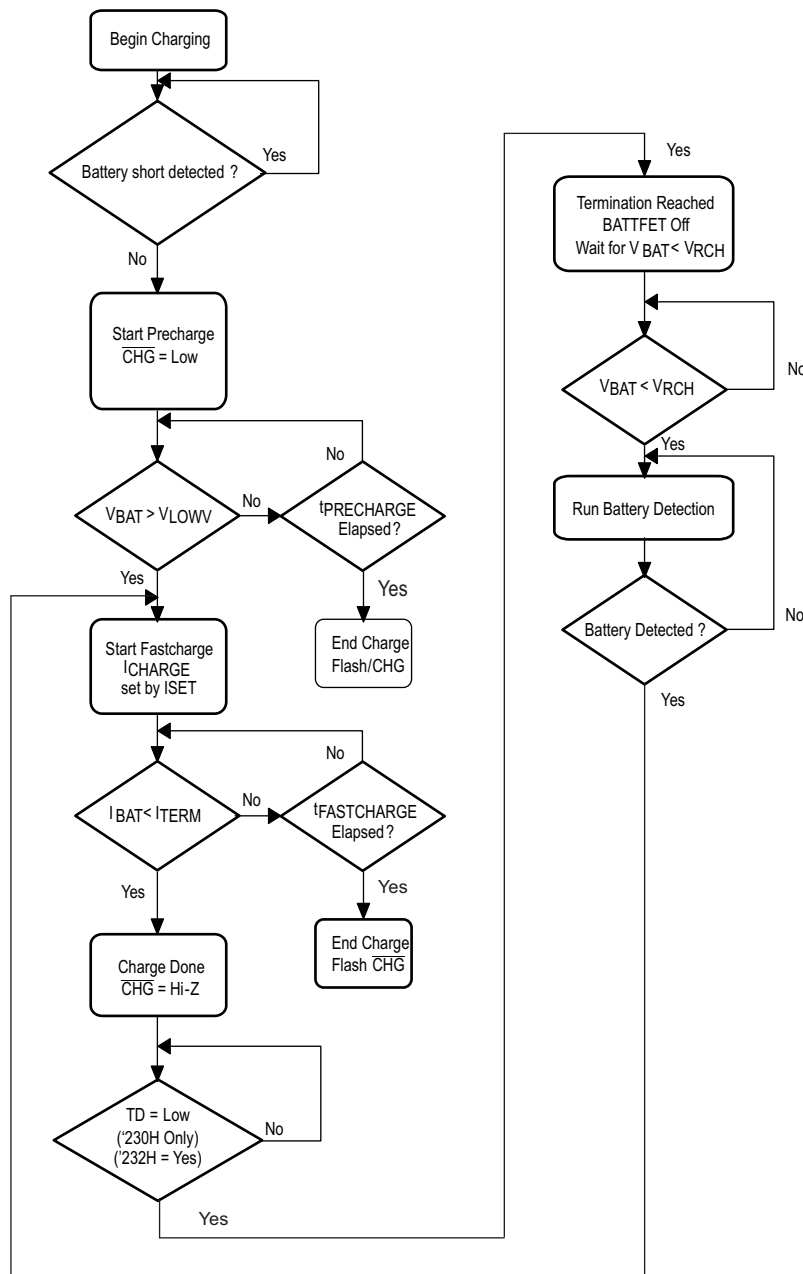 Begin Charging
Battery short detected ?
Yes
No
Start Precharge
CHG = Low
VBAT > VLOWV
No
No
tPRECHARGE
Elapsed?
Yes
Yes
Start Fastcharge
ICHARGE
set by ISET
End Charge
Flash/CHG
IBAT< ITERM
No
No
tFASTCHARGE
Elapsed?
Yes
Yes
Charge Done
CHG = Hi-Z
End Charge
Flash CHG
TD = Low
('230H Only)
('232H = Yes)
No
Yes
Yes
Termination Reached
BATTFET Off
Wait for VBAT< VRCH
VBAT < VRCH
No
Yes
Run Battery Detection
Battery Detected ?
No
Yes